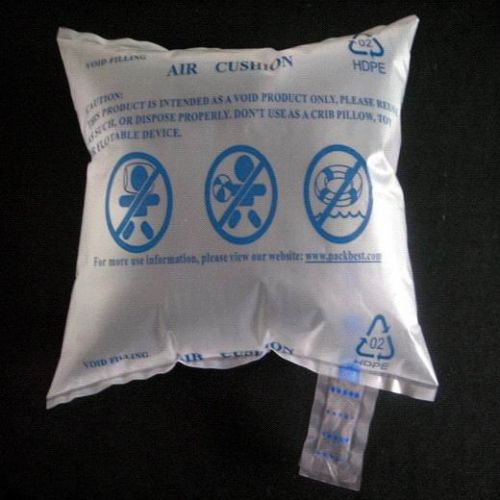 VOID FILLING
AIR CUSHION
02
HDPE
CAUTION:
THIS PRODUCT IS INTENDED AS A VOID PRODUCT ONLY, PLEASE
AS SUCH, OR DISPOSE PROPERLY. DON'T USE AS A CRIB PILLOW, TOY
FLOTABLE DEVICE.
For more use information, please view our website: www.packbest.com
VOID FILLING
AIR CUSHION
02
HDPE